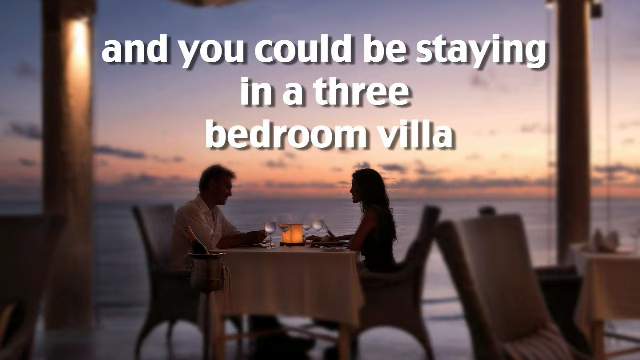 and you could be staying
in a three
bedroom villa